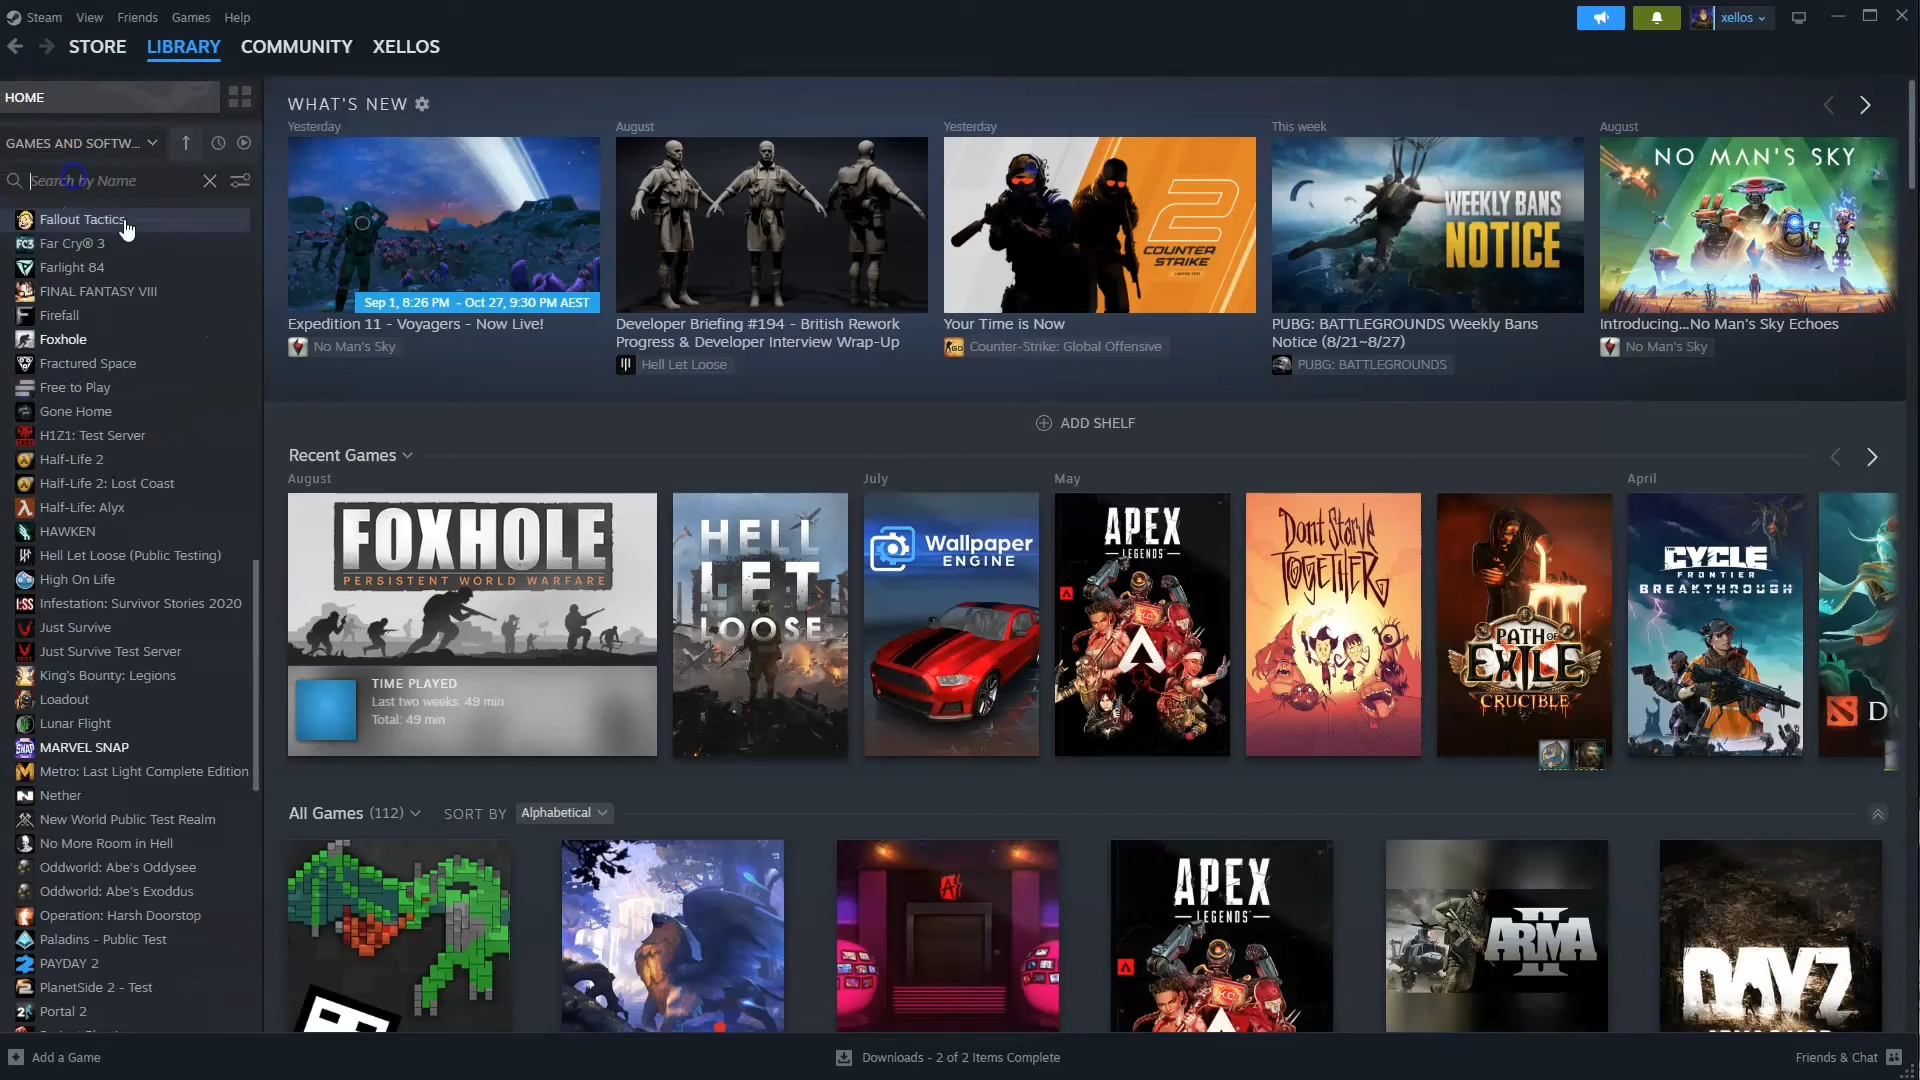 Steam View Friends Games Help
xellos
STORE LIBRARY COMMUNITY XELLOS
HOME
GAMES AND SOFTW...
Search by Name
Fallout Tactics
Far Cry® 3
Farlight 84
FINAL FANTASY VIII
Firefall
Foxhole
Fractured Space
Free to Play
Gone Home
H1Z1: Test Server
Half-Life 2
Half-Life 2: Lost Coast
Half-Life: Alyx
HAWKEN
Hell Let Loose (Public Testing)
High On Life
Infestation: Survivor Stories 2020
Just Survive
Just Survive Test Server
King's Bounty: Legions
Loadout
Lunar Flight
MARVEL SNAP
Metro: Last Light Complete Edition
Nether
New World Public Test Realm
No More Room in Hell
Oddworld: Abe's Oddysee
Oddworld: Abe's Exoddus
Operation: Harsh Doorstop
Paladins - Public Test
PAYDAY 2
PlanetSide 2 - Test
Portal 2
WHAT'S NEW
Yesterday
Sep 1, 8:26 PM - Oct 27, 9:30 PM AEST
Expedition 11 - Voyagers - Now Live!
No Man's Sky
August
Developer Briefing #194 - British Rework
Progress & Developer Interview Wrap-Up
Hell Let Loose
Yesterday
2
COUNTER
STRIKE
Your Time is Now
Counter-Strike: Global Offensive
This week
WEEKLY BANS
NOTICE
PUBG: BATTLEGROUNDS Weekly Bans
Notice (8/21~8/27)
PUBG: BATTLEGROUNDS
August
NO MAN'S SKY
Introducing...No Man's Sky Echoes
No Man's Sky
ADD SHELF
Recent Games
August
FOXHOLE
PERSISTENT WORLD WARFARE
TIME PLAYED
Last two weeks: 49 min
Total: 49 min
HELL
LET
LOOSE
July
Wallpaper
ENGINE
May
APEX
LEGENDS
Don't Starve
TOGETHER
PATH OF
EXILE
CRUCIBLE
April
CYCLE
FRONTIER
BREAKTHROUGH
D
All Games (112) SORT BY Alphabetical
APEX
LEGENDS
ARMA
II
DAYZ
Add a Game
Downloads - 2 of 2 Items Complete
Friends & Chat